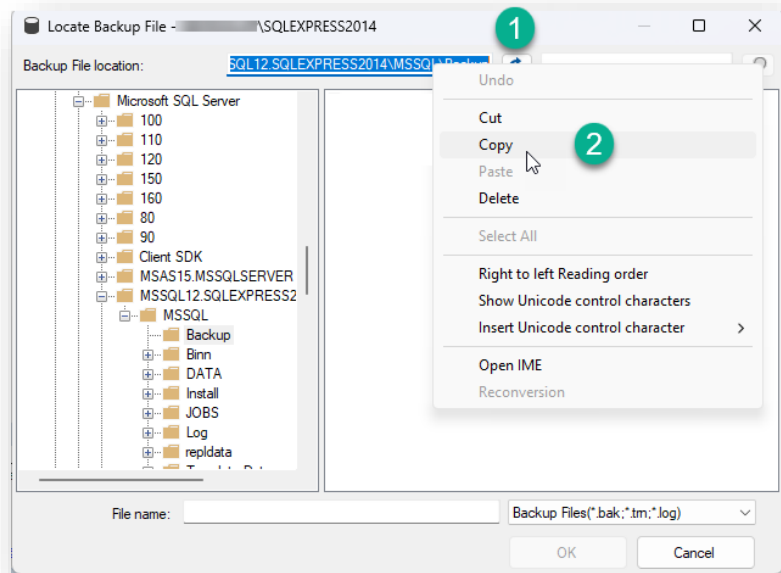 Locate Backup File - \SQLEXPRESS2014
1
Backup File location:
SQL12.SQLEXPRESS2014\MSSQL\Backup
Microsoft SQL Server
100
110
120
150
160
80
90
Client SDK
MSAS15.MSSQLSERVER
MSSQL12.SQLEXPRESS2
MSSQL
Backup
Binn
DATA
Install
JOBS
Log
repldata
Undo
Cut
Copy
2
Paste
Delete
Select All
Right to left Reading order
Show Unicode control characters
Insert Unicode control character
Open IME
Reconversion
File name:
Backup Files(*.bak;*.trn;*.log)
OK
Cancel